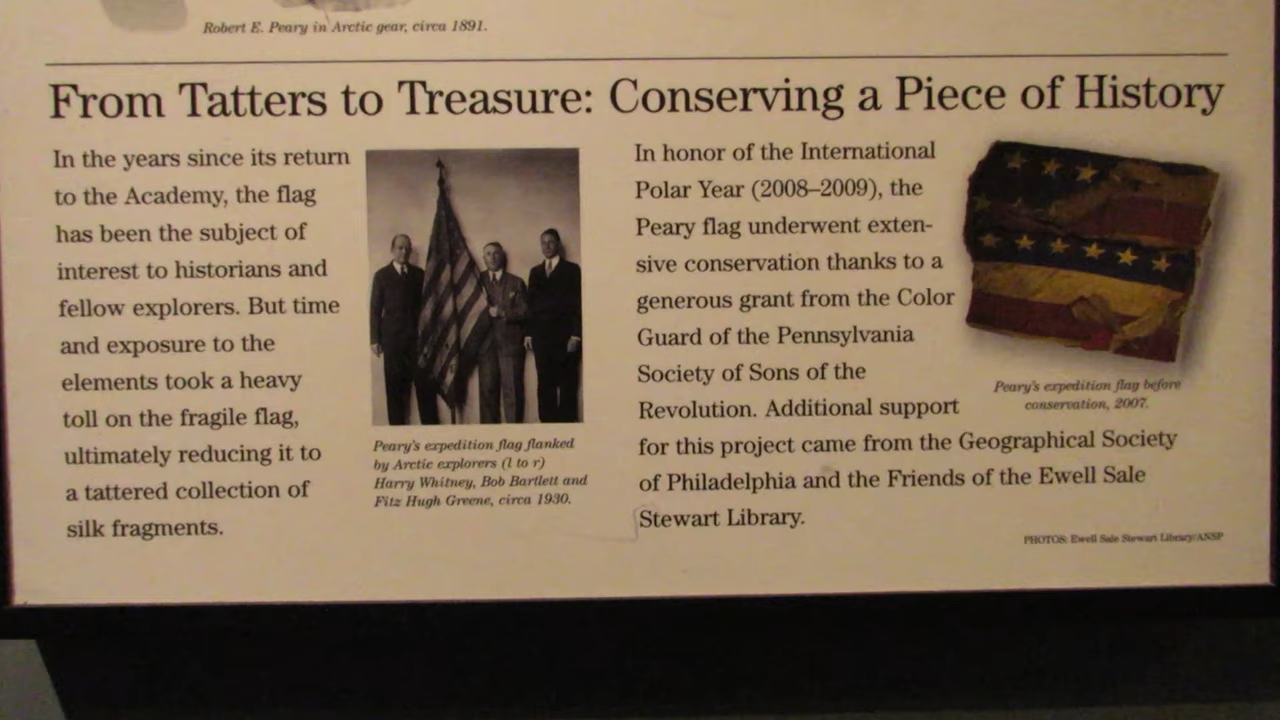 Robert E. Peary in Arctic gear, circa 1891.
From Tatters to Treasure: Conserving a Piece of History
In the years since its return
to the Academy, the flag
has been the subject of
interest to historians and
fellow explorers. But time
and exposure to the
elements took a heavy
toll on the fragile flag,
ultimately reducing it to
a tattered collection of
silk fragments.
Peary's expedition flag flanked
by Arctic explorers (l to r)
Harry Whitney, Bob Bartlett and
Fitz Hugh Greene, circa 1930.
In honor of the International
Polar Year (2008–2009), the
Peary flag underwent exten-
sive conservation thanks to a
generous grant from the Color
Guard of the Pennsylvania
Society of Sons of the
Revolution. Additional support
for this project came from the Geographical Society
of Philadelphia and the Friends of the Ewell Sale
Stewart Library.
Peary's expedition flag before
conservation, 2007.
PHOTOS: Ewell Sale Stewart Library/ANSP